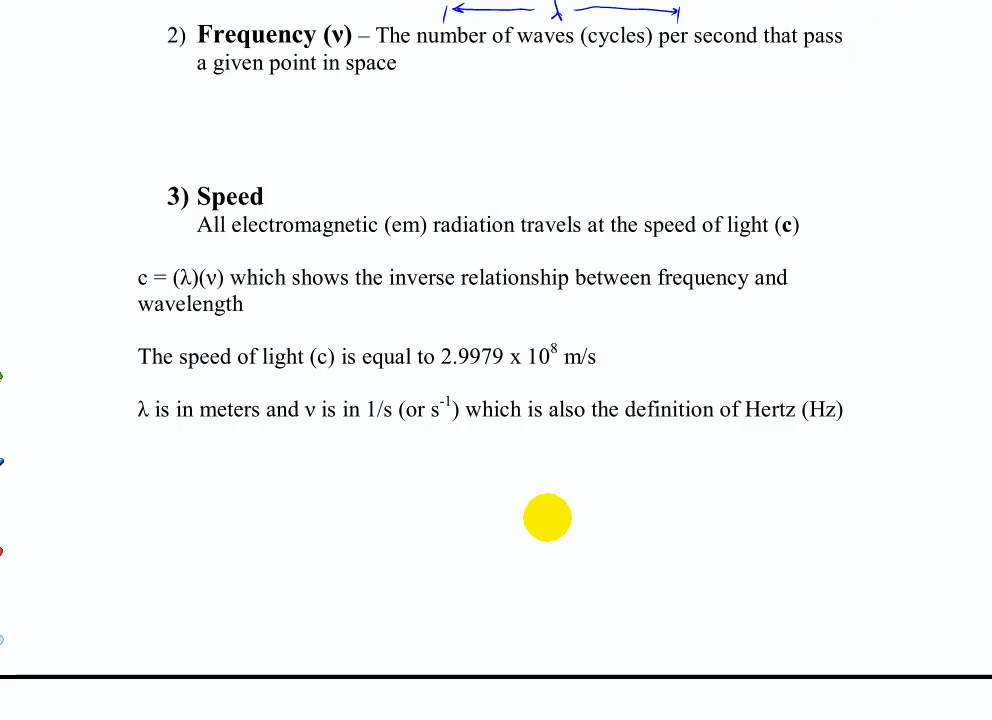 λ
2) Frequency (ν) – The number of waves (cycles) per second that pass
a given point in space
3) Speed
All electromagnetic (em) radiation travels at the speed of light (c)
c = (λ)(ν) which shows the inverse relationship between frequency and
wavelength
The speed of light (c) is equal to 2.9979 x 10⁸ m/s
λ is in meters and ν is in 1/s (or s⁻¹) which is also the definition of Hertz (Hz)